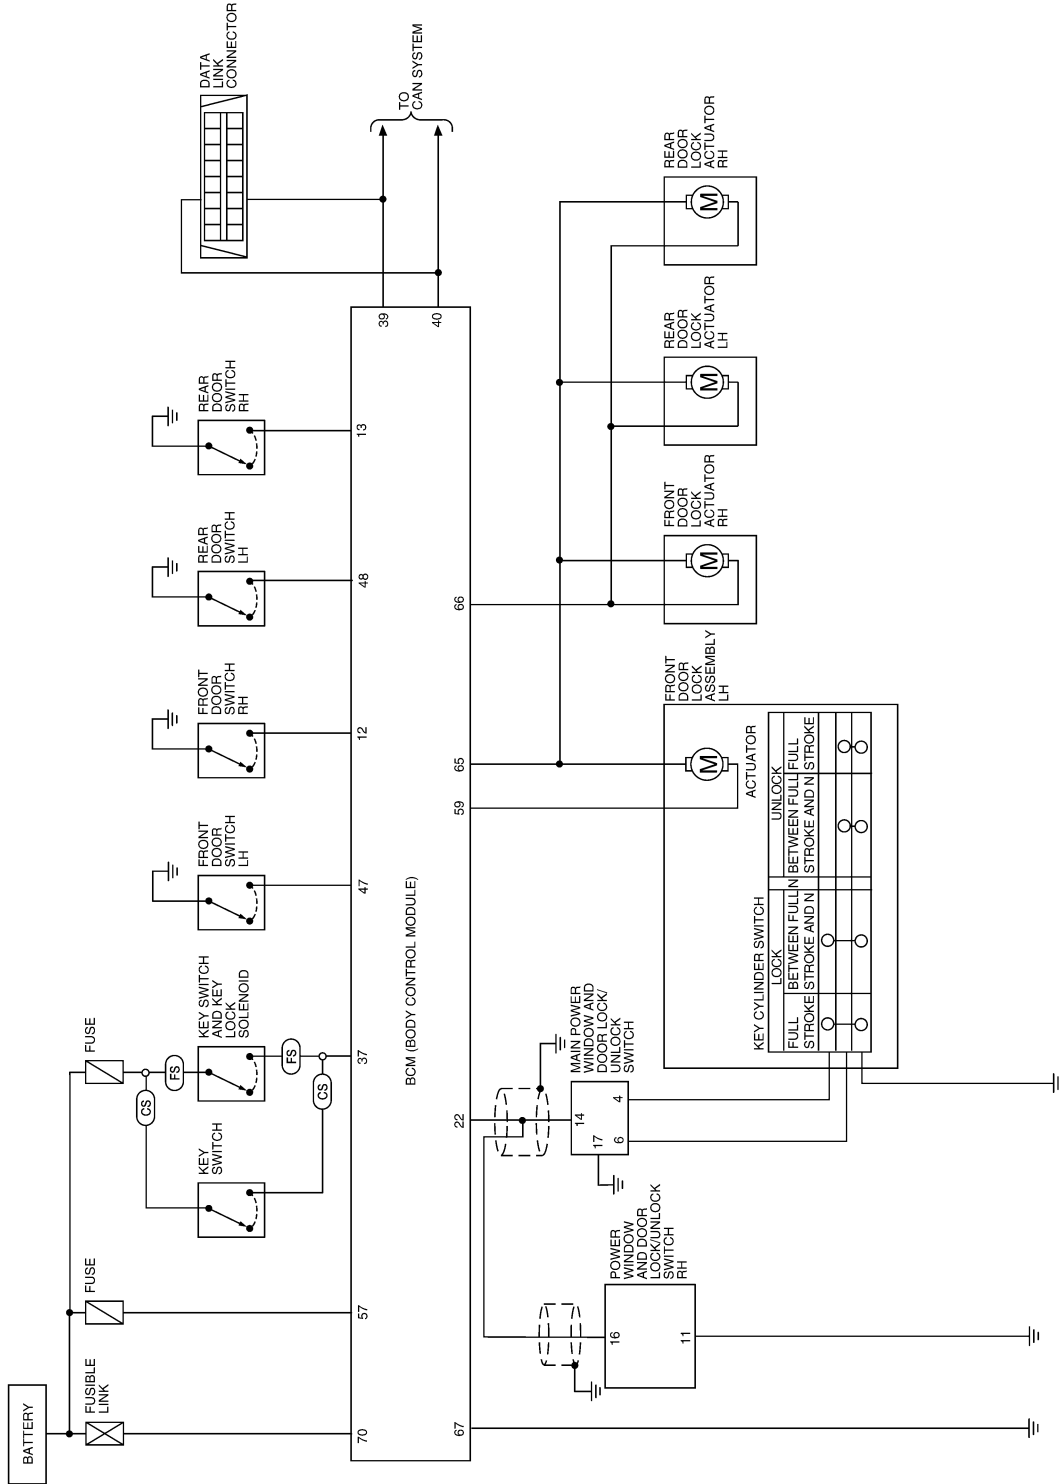 BATTERY
FUSIBLE
LINK
FUSE
FUSE
CS
FS
KEY
SWITCH
KEY SWITCH
AND KEY
LOCK
SOLENOID
FS
CS
FRONT
DOOR
SWITCH
LH
FRONT
DOOR
SWITCH
RH
REAR
DOOR
SWITCH
LH
REAR
DOOR
SWITCH
RH
DATA
LINK
CONNECTOR
TO
CAN SYSTEM
70
57
37
47
12
48
13
39
40
BCM (BODY CONTROL MODULE)
67
22
59
65
66
POWER
WINDOW
AND DOOR
LOCK/UNLOCK
SWITCH
RH
16
11
MAIN POWER
WINDOW AND
DOOR LOCK/
UNLOCK
SWITCH
14
17
4
6
FRONT
DOOR
LOCK
ASSEMBLY
LH
M
ACTUATOR
KEY CYLINDER SWITCH
LOCK
UNLOCK
FULL
STROKE
BETWEEN FULL
STROKE AND N
N
BETWEEN FULL
STROKE AND N
FULL
STROKE
FRONT
DOOR
LOCK
ACTUATOR
RH
M
REAR
DOOR
LOCK
ACTUATOR
LH
M
REAR
DOOR
LOCK
ACTUATOR
RH
M